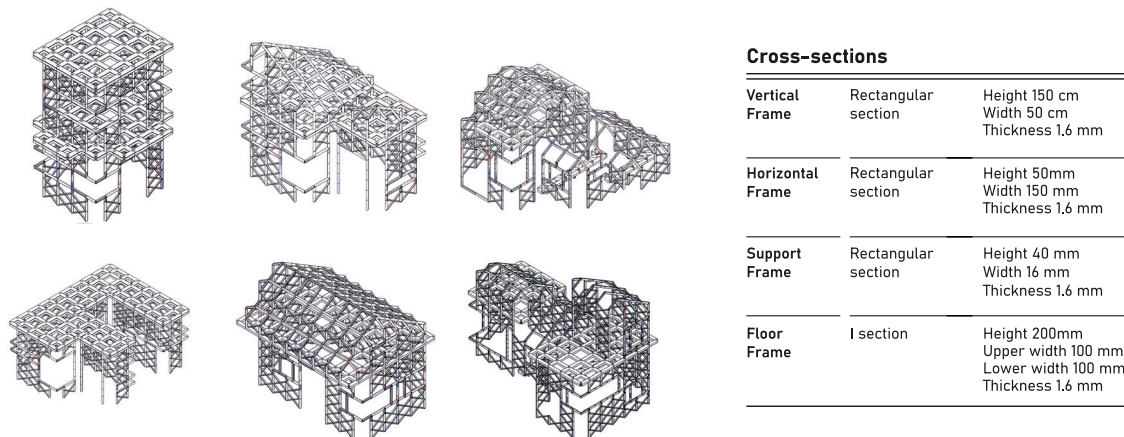 Cross-sections
Vertical Frame
Rectangular section
Height 150 cm
Width 50 cm
Thickness 1.6 mm
Horizontal Frame
Rectangular section
Height 50mm
Width 150 mm
Thickness 1.6 mm
Support Frame
Rectangular section
Height 40 mm
Width 16 mm
Thickness 1.6 mm
Floor Frame
I section
Height 200mm
Upper width 100 mm
Lower width 100 mm
Thickness 1.6 mm